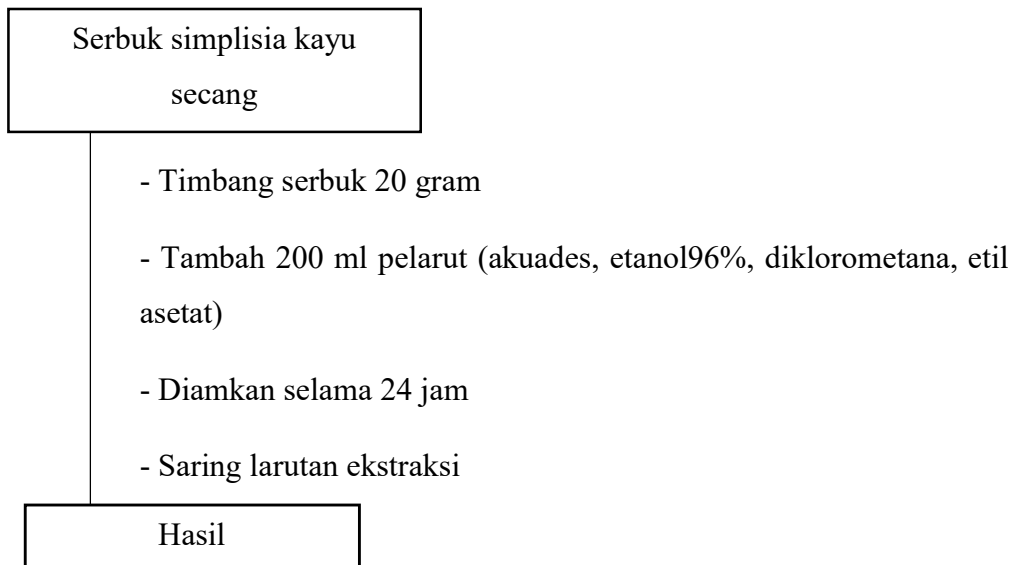 Serbuk simplisia kayu
secang
- Timbang serbuk 20 gram
- Tambah 200 ml pelarut (akuades, etanol96%, diklorometana, etil
asetat)
- Diamkan selama 24 jam
- Saring larutan ekstraksi
Hasil